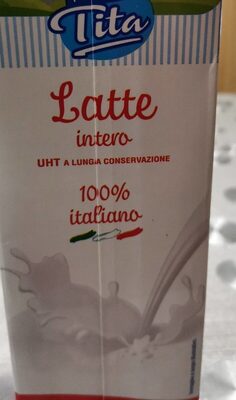 Tita
Latte
intero
UHT A LUNGA CONSERVAZIONE
100%
italiano